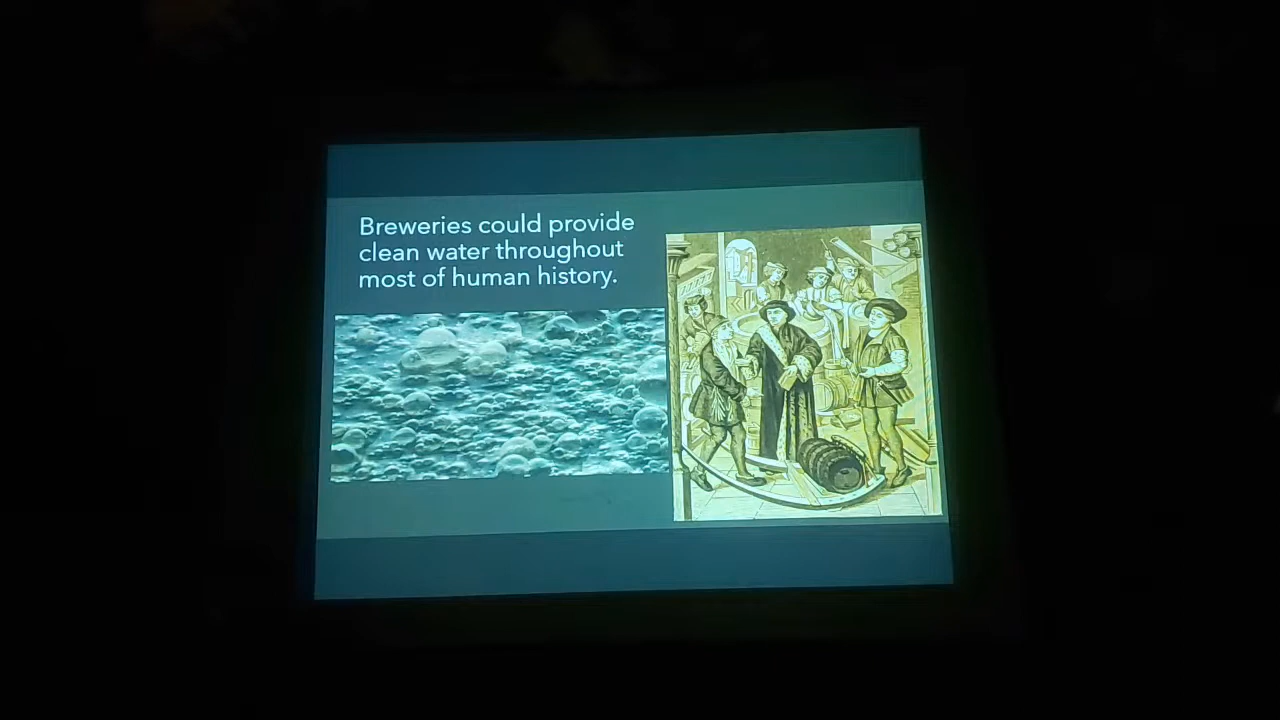 Breweries could provide
clean water throughout
most of human history.